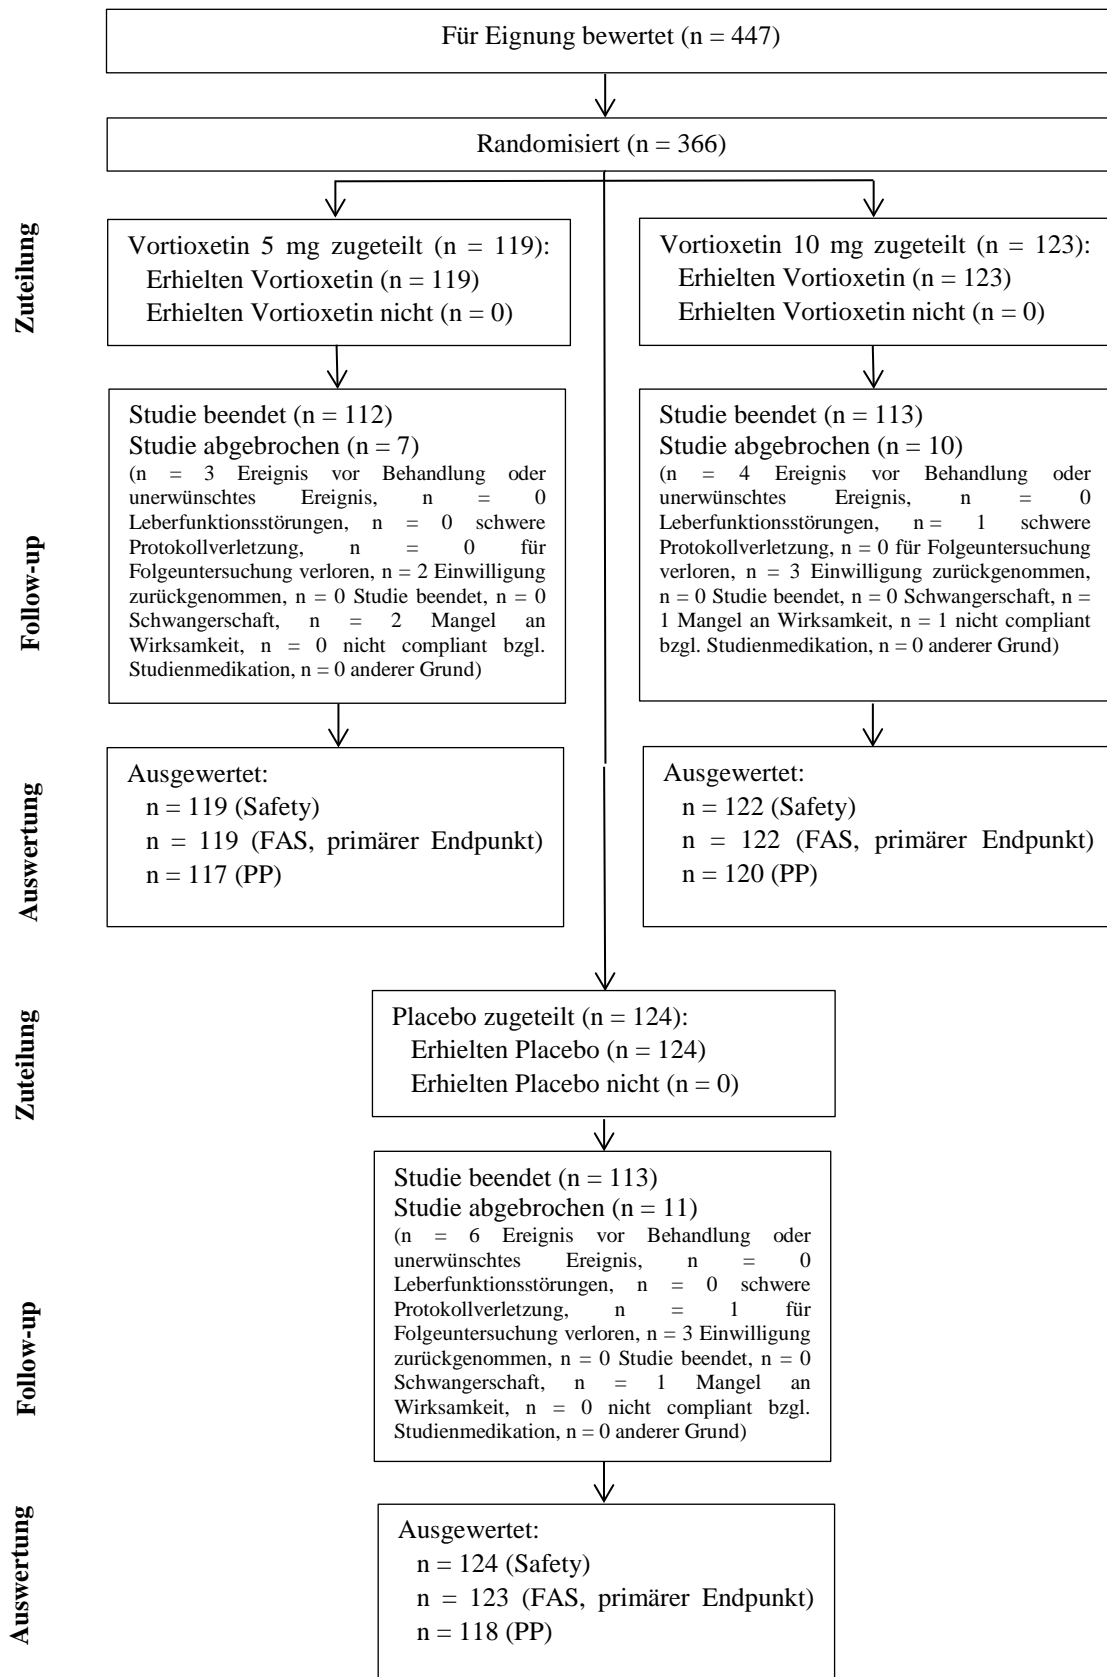 Für Eignung bewertet (n = 447)
Randomisiert (n = 366)
Zuteilung
Vortioxetin 5 mg zugeteilt (n = 119):
Erhielten Vortioxetin (n = 119)
Erhielten Vortioxetin nicht (n = 0)
Vortioxetin 10 mg zugeteilt (n = 123):
Erhielten Vortioxetin (n = 123)
Erhielten Vortioxetin nicht (n = 0)
Follow-up
Studie beendet (n = 112)
Studie abgebrochen (n = 7)
(n = 3 Ereignis vor Behandlung oder
unerwünschtes Ereignis, n = 0
Leberfunktionsstörungen, n = 0 schwere
Protokollverletzung, n = 0 für
Folgeuntersuchung verloren, n = 2 Einwilligung
zurückgenommen, n = 0 Studie beendet, n = 0
Schwangerschaft, n = 2 Mangel an
Wirksamkeit, n = 0 nicht compliant bzgl.
Studienmedikation, n = 0 anderer Grund)
Studie beendet (n = 113)
Studie abgebrochen (n = 10)
(n = 4 Ereignis vor Behandlung oder
unerwünschtes Ereignis, n = 0
Leberfunktionsstörungen, n = 1 schwere
Protokollverletzung, n = 0 für Folgeuntersuchung
verloren, n = 3 Einwilligung zurückgenommen,
n = 0 Studie beendet, n = 0 Schwangerschaft, n =
1 Mangel an Wirksamkeit, n = 1 nicht compliant
bzgl. Studienmedikation, n = 0 anderer Grund)
Auswertung
Ausgewertet:
n = 119 (Safety)
n = 119 (FAS, primärer Endpunkt)
n = 117 (PP)
Ausgewertet:
n = 122 (Safety)
n = 122 (FAS, primärer Endpunkt)
n = 120 (PP)
Zuteilung
Placebo zugeteilt (n = 124):
Erhielten Placebo (n = 124)
Erhielten Placebo nicht (n = 0)
Follow-up
Studie beendet (n = 113)
Studie abgebrochen (n = 11)
(n = 6 Ereignis vor Behandlung oder
unerwünschtes Ereignis, n = 0
Leberfunktionsstörungen, n = 0 schwere
Protokollverletzung, n = 1 für
Folgeuntersuchung verloren, n = 3 Einwilligung
zurückgenommen, n = 0 Studie beendet, n = 0
Schwangerschaft, n = 1 Mangel an
Wirksamkeit, n = 0 nicht compliant bzgl.
Studienmedikation, n = 0 anderer Grund)
Auswertung
Ausgewertet:
n = 124 (Safety)
n = 123 (FAS, primärer Endpunkt)
n = 118 (PP)